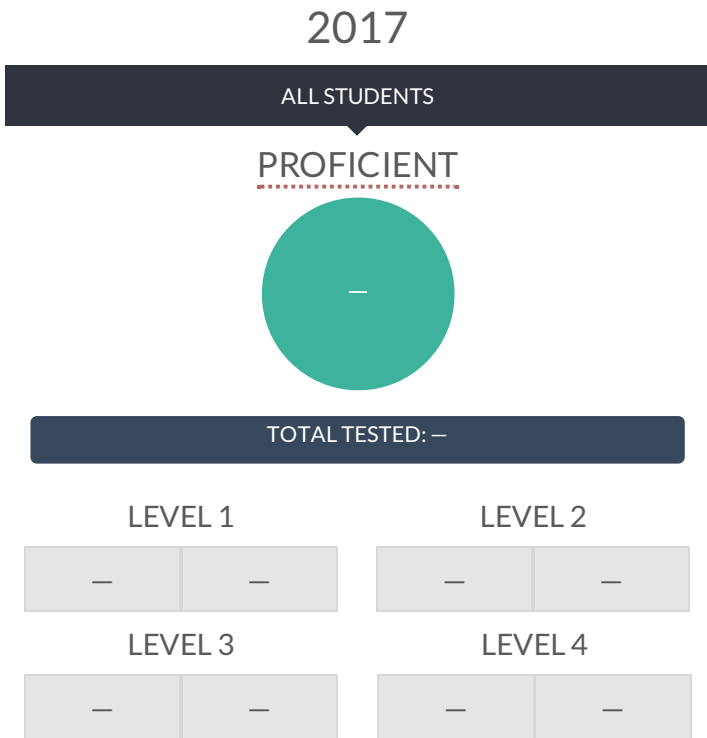 2017
ALL STUDENTS
PROFICIENT
—
TOTAL TESTED: —
LEVEL 1 LEVEL 2
— — — —
LEVEL 3 LEVEL 4
— — — —